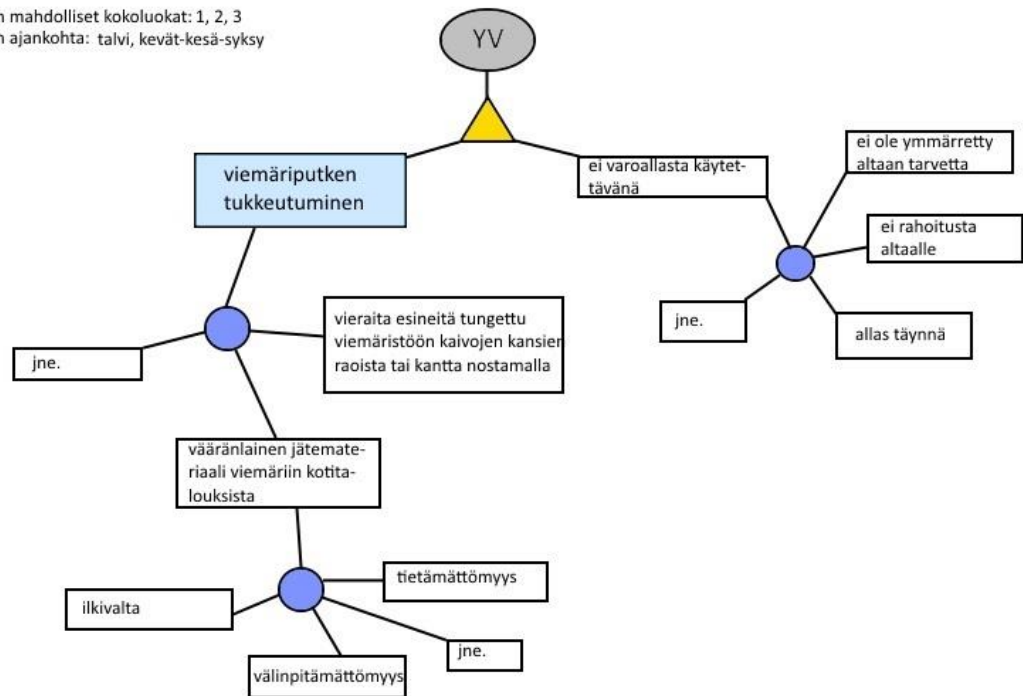 mahdolliset kokoluokat: 1, 2, 3
ajankohta: talvi, kevät-kesä-syksy
YV
viemäriputken
tukkeutuminen
ei varoallasta käytet-
tävänä
ei ole ymmärretty
altaan tarvetta
ei rahoitusta
altaalle
jne.
allas täynnä
jne.
vieraita esineitä tungettu
viemäristöön kaivojen kansien
raoista tai kantta nostamalla
vääränlainen jätemate-
riaali viemäriin kotita-
louksista
ilkivalta
tietämättömyys
jne.
välinpitämättömyys